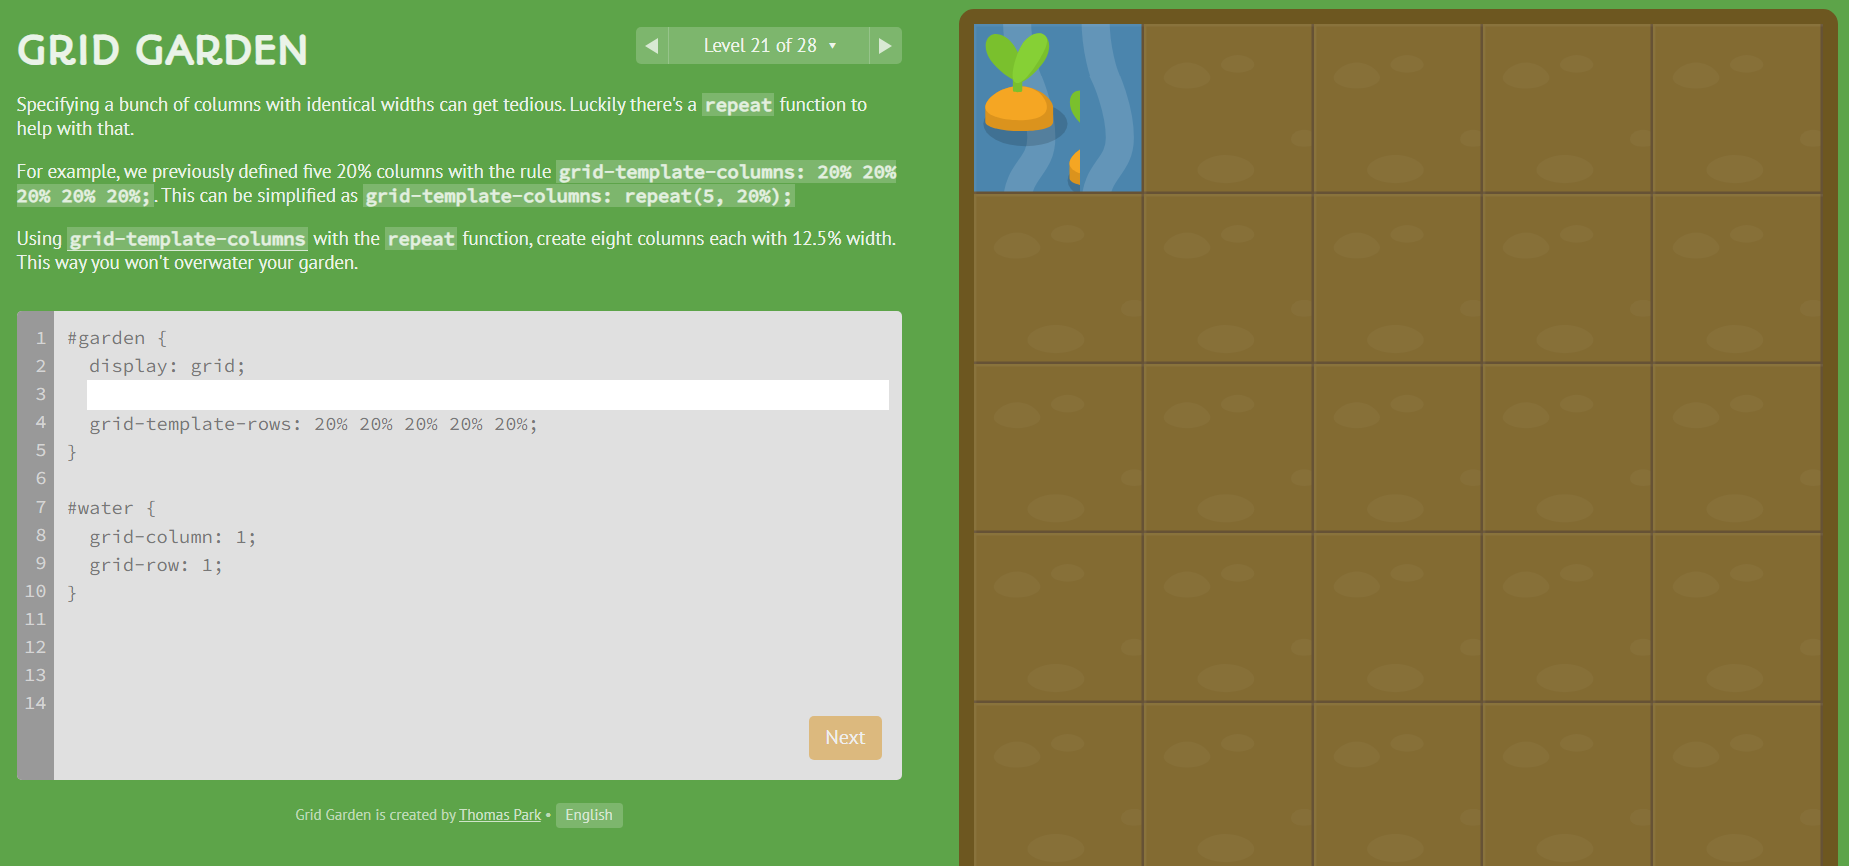 GRID GARDEN
Level 21 of 28 ▼
Specifying a bunch of columns with identical widths can get tedious. Luckily there's a repeat function to
help with that.
For example, we previously defined five 20% columns with the rule grid-template-columns: 20% 20%
20% 20% 20%;. This can be simplified as grid-template-columns: repeat(5, 20%);
Using grid-template-columns with the repeat function, create eight columns each with 12.5% width.
This way you won't overwater your garden.
1 #garden {
2 display: grid;
3
4 grid-template-rows: 20% 20% 20% 20% 20%;
5 }
6
7 #water {
8 grid-column: 1;
9 grid-row: 1;
10 }
11
12
13
14
Next
Grid Garden is created by Thomas Park • English